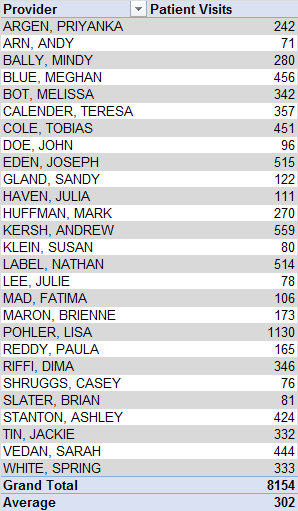 Provider Patient Visits
ARGEN, PRIYANKA 242
ARN, ANDY 71
BALLY, MINDY 280
BLUE, MEGHAN 456
BOT, MELISSA 342
CALENDER, TERESA 357
COLE, TOBIAS 451
DOE, JOHN 96
EDEN, JOSEPH 515
GLAND, SANDY 122
HAVEN, JULIA 111
HUFFMAN, MARK 270
KERSH, ANDREW 559
KLEIN, SUSAN 80
LABEL, NATHAN 514
LEE, JULIE 78
MAD, FATIMA 106
MARON, BRIENNE 173
POHLER, LISA 1130
REDDY, PAULA 165
RIFFI, DIMA 346
SHRUGGS, CASEY 76
SLATER, BRIAN 81
STANTON, ASHLEY 424
TIN, JACKIE 332
VEDAN, SARAH 444
WHITE, SPRING 333
Grand Total 8154
Average 302